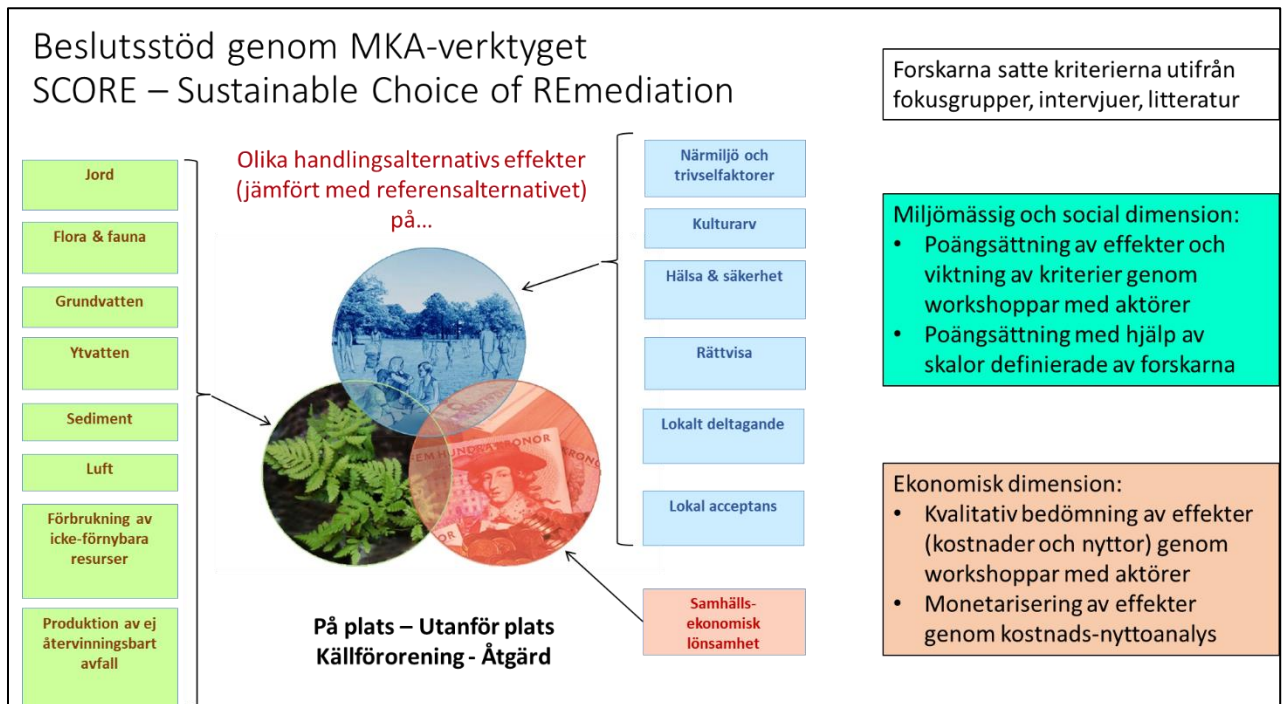 Beslutsstöd genom MKA-verktyget
SCORE – Sustainable Choice of REmediation
Forskarna satte kriterierna utifrån
fokusgrupper, intervjuer, litteratur
Jord
Flora & fauna
Grundvatten
Ytvatten
Sediment
Luft
Förbrukning av
icke-förnybara
resurser
Produktion av ej
återvinningsbart
avfall
Olika handlingsalternativs effekter
(jämfört med referensalternativet)
på...
FEM HUNDRA KRONOR
KRONOR
På plats – Utanför plats
Källförorening - Åtgärd
Närmiljö och
trivselfaktorer
Kulturarv
Hälsa & säkerhet
Rättvisa
Lokalt deltagande
Lokal acceptans
Samhälls-
ekonomisk
lönsamhet
Miljömässig och social dimension:
• Poängsättning av effekter och
viktning av kriterier genom
workshoppar med aktörer
• Poängsättning med hjälp av
skalor definierade av forskarna
Ekonomisk dimension:
• Kvalitativ bedömning av effekter
(kostnader och nyttor) genom
workshoppar med aktörer
• Monetarisering av effekter
genom kostnads-nyttoanalys